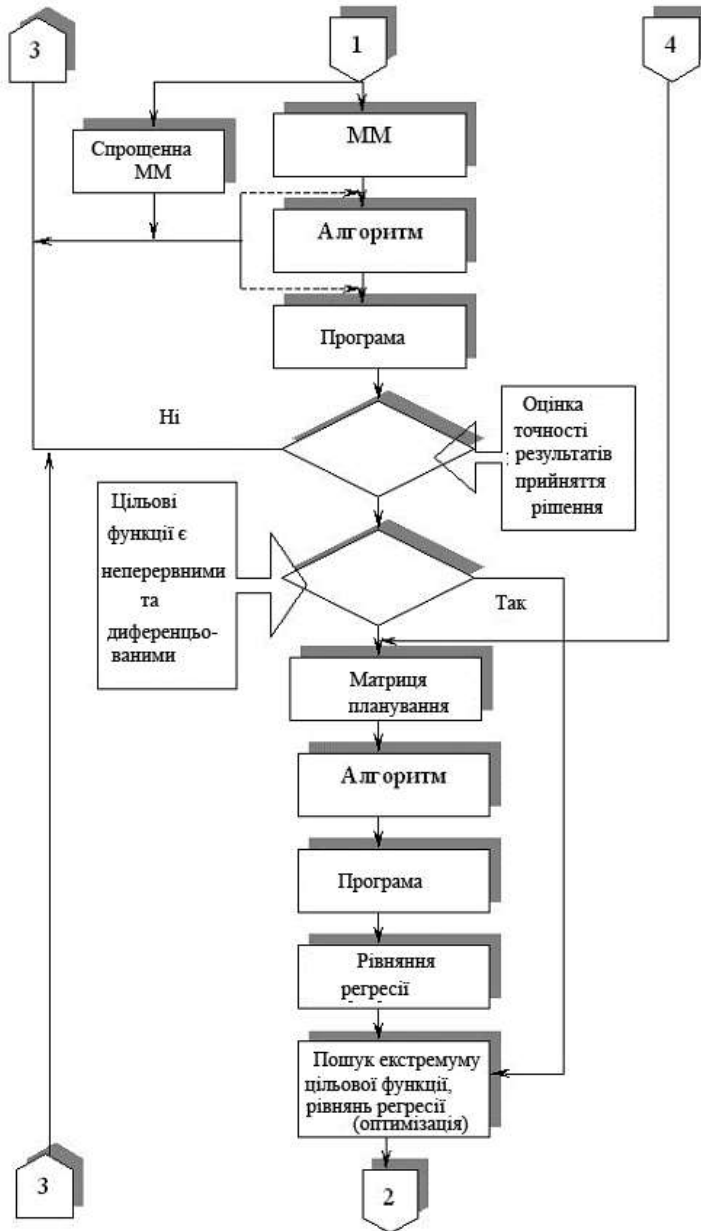 3
1
4
Спрощенна
ММ
ММ
Алгоритм
Програма
Ні
Оцінка
точності
результатів
прийняття
рішення
Цільові
функції є
неперервними
та
диференцьо-
ваними
Так
Матриця
планування
Алгоритм
Програма
Рівняння
регресії
Пошук екстремуму
цільової функції,
рівнянь регресії
(оптимізація)
3
2